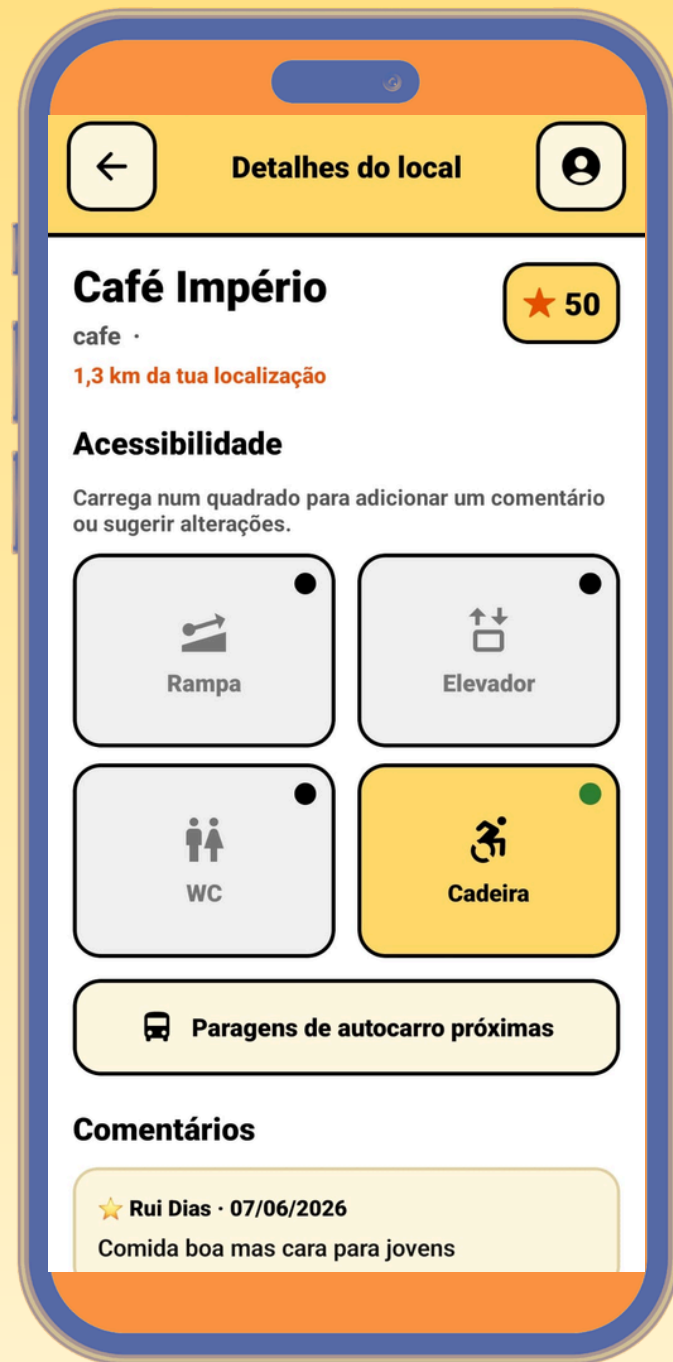 Detalhes do local
Café Império
50
cafe ·
1,3 km da tua localização
Acessibilidade
Carrega num quadrado para adicionar um comentário
ou sugerir alterações.
Rampa
Elevador
WC
Cadeira
Paragens de autocarro próximas
Comentários
Rui Dias · 07/06/2026
Comida boa mas cara para jovens